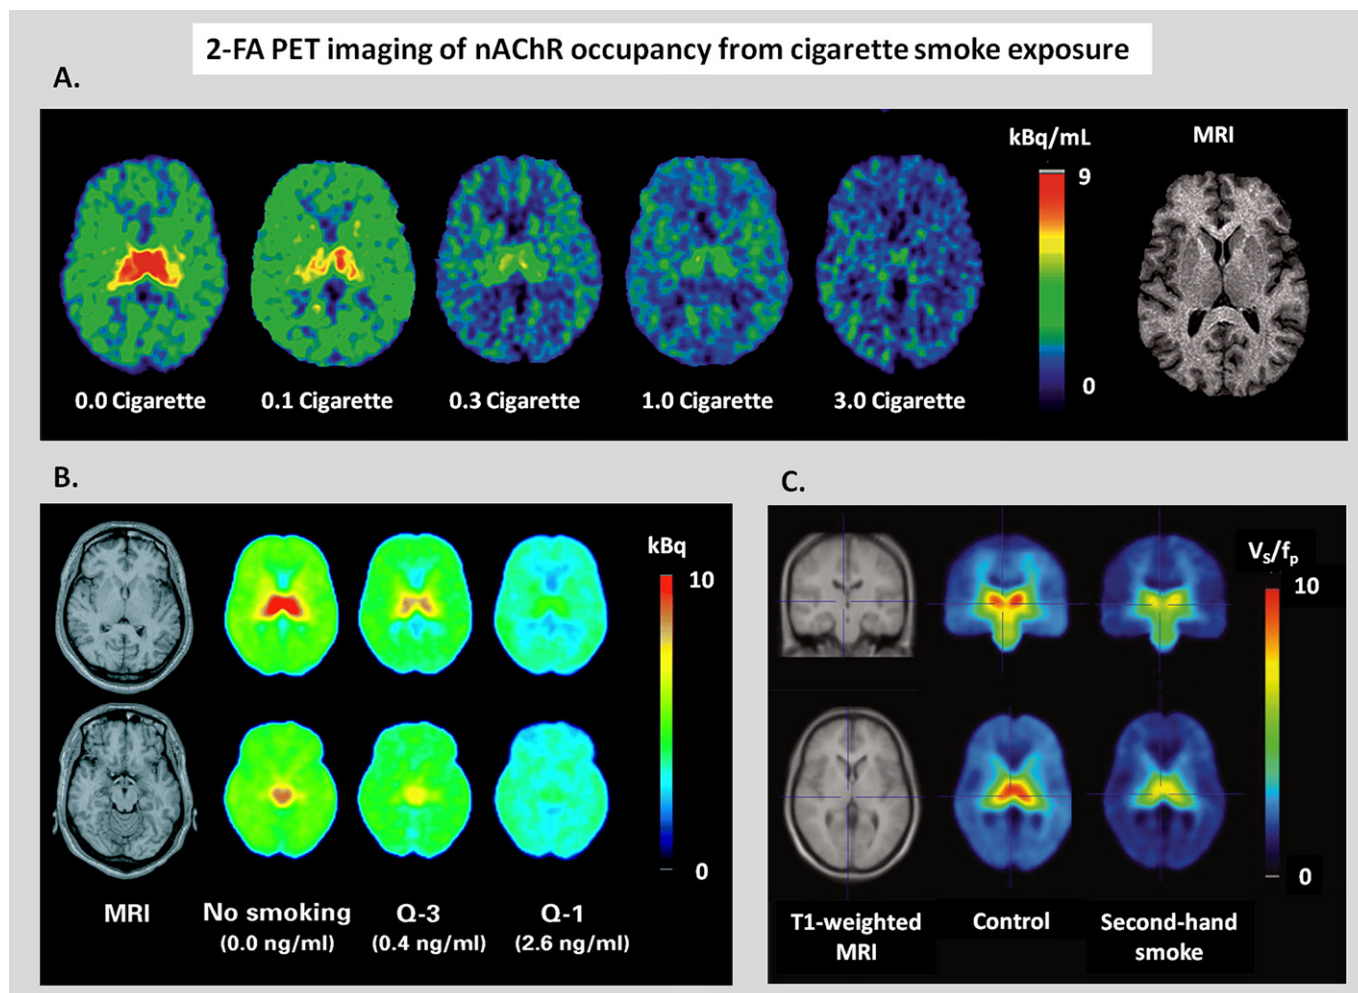 2-FA PET imaging of nAChR occupancy from cigarette smoke exposure
A.
kBq/mL
MRI
9
0
0.0 Cigarette
0.1 Cigarette
0.3 Cigarette
1.0 Cigarette
3.0 Cigarette
B.
kBq
10
0
MRI
No smoking
(0.0 ng/ml)
Q-3
(0.4 ng/ml)
Q-1
(2.6 ng/ml)
C.
VS/fp
10
0
T1-weighted
MRI
Control
Second-hand
smoke